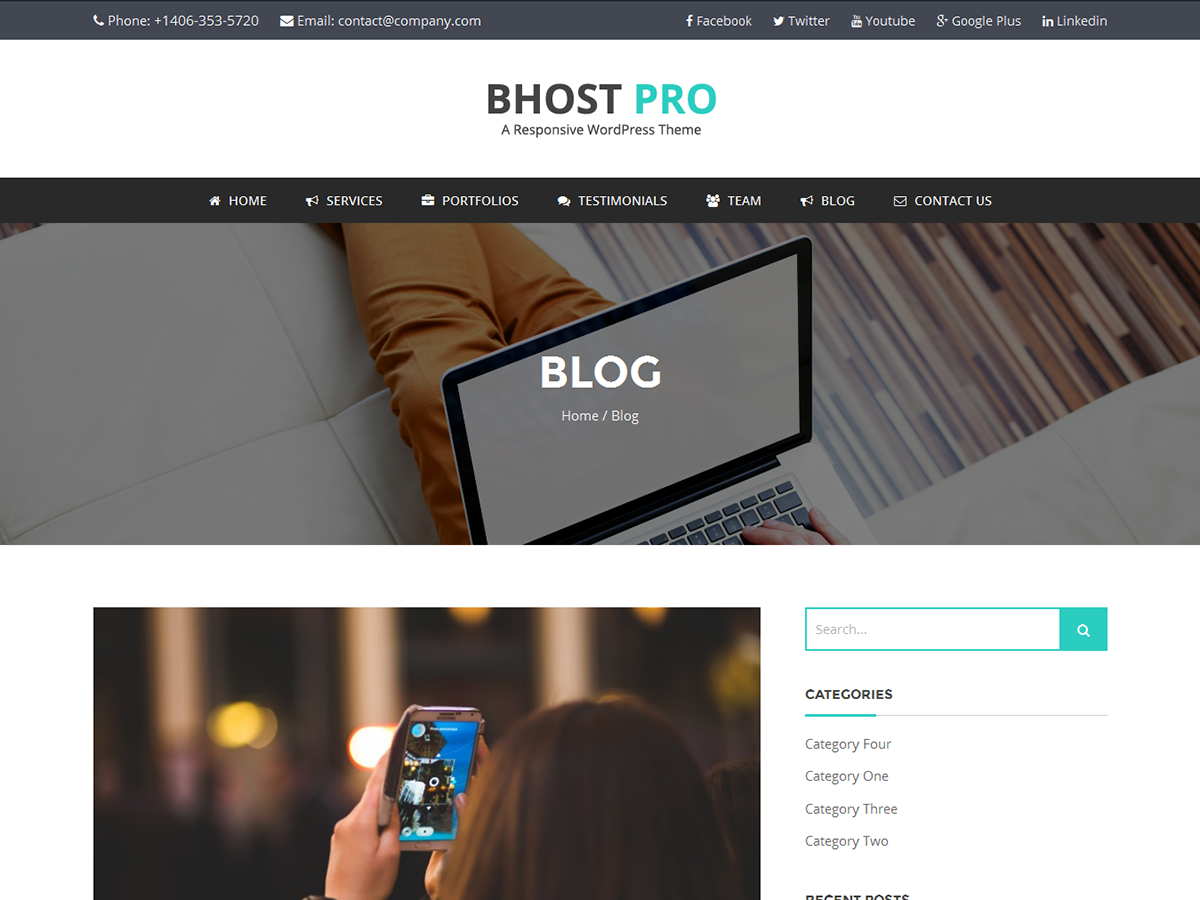 Phone: +1406-353-5720 Email: contact@company.com Facebook Twitter Youtube Google Plus Linkedin
BHOST PRO
A Responsive WordPress Theme
HOME SERVICES PORTFOLIOS TESTIMONIALS TEAM BLOG CONTACT US
BLOG
Home / Blog
Search...
CATEGORIES
Category Four
Category One
Category Three
Category Two
RECENT POSTS